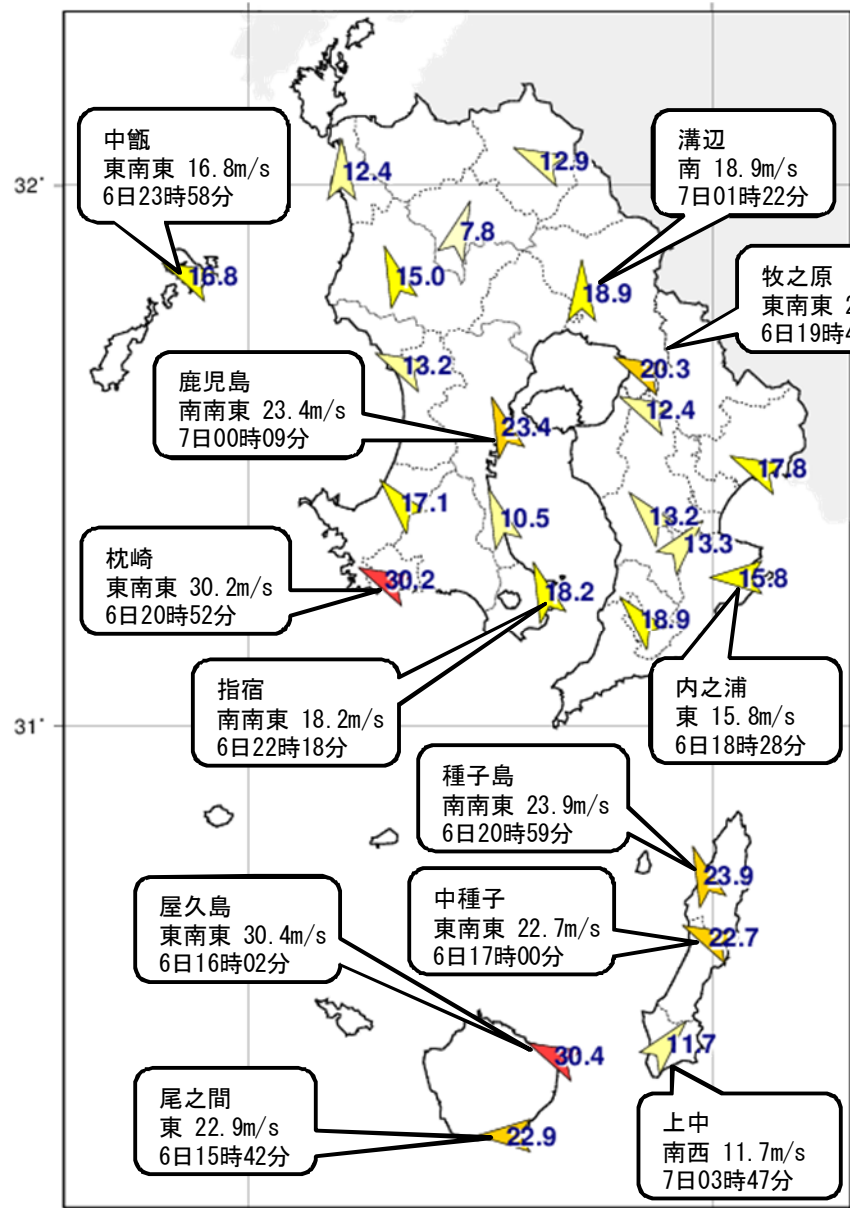 中甑
東南東 16.8m/s
6日23時58分
溝辺
南 18.9m/s
7日01時22分
12.4
12.9
32°
7.8
16.8
15.0
18.9
牧之原
東南東 2
6日19時4
13.2
20.3
鹿児島
南南東 23.4m/s
7日00時09分
12.4
23.4
17.8
17.1
10.5
13.2
13.3
枕崎
東南東 30.2m/s
6日20時52分
30.2
18.2
15.8
18.9
指宿
南南東 18.2m/s
6日22時18分
内之浦
東 15.8m/s
6日18時28分
31°
種子島
南南東 23.9m/s
6日20時59分
23.9
屋久島
東南東 30.4m/s
6日16時02分
中種子
東南東 22.7m/s
6日17時00分
22.7
11.7
30.4
尾之間
東 22.9m/s
6日15時42分
22.9
上中
南西 11.7m/s
7日03時47分